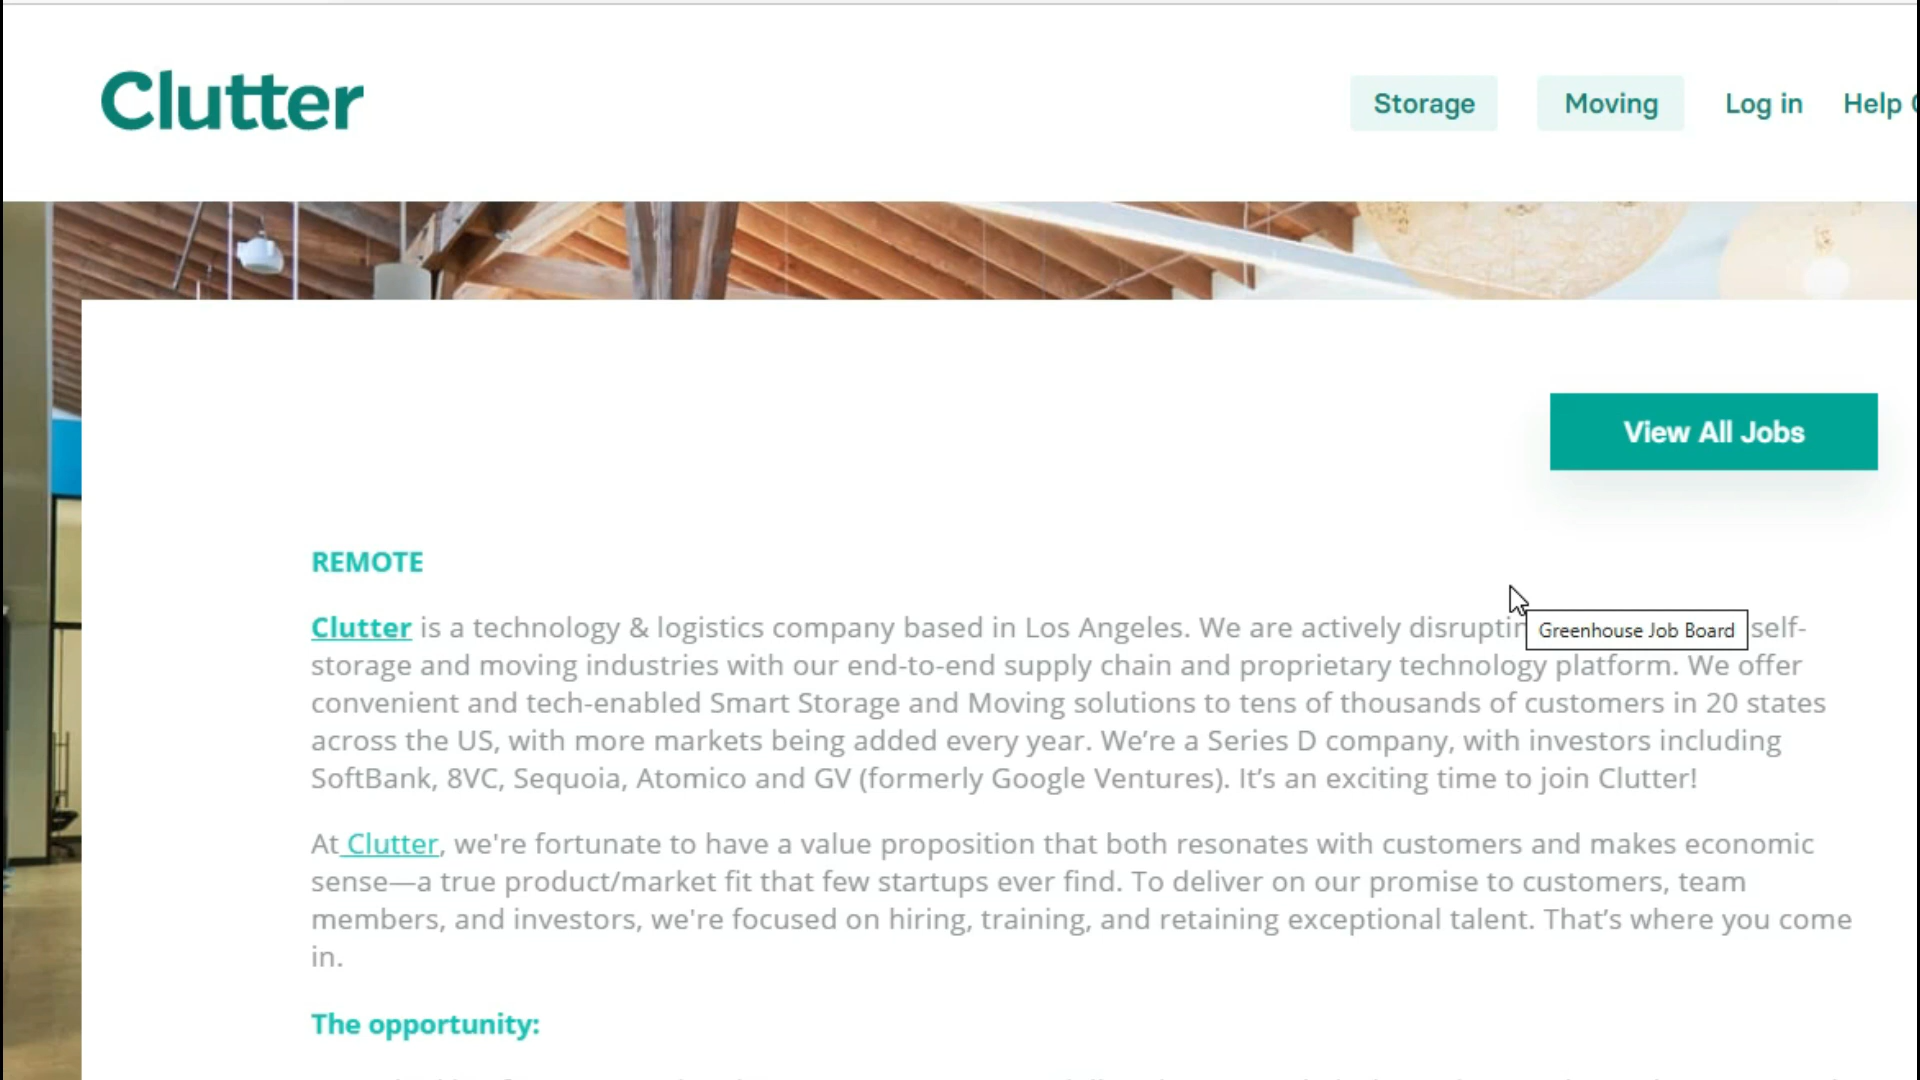 Clutter
Storage
Moving
Log in
Help
View All Jobs
REMOTE
Clutter is a technology & logistics company based in Los Angeles. We are actively self-
Greenhouse Job Board
storage and moving industries with our end-to-end supply chain and proprietary technology platform. We offer
convenient and tech-enabled Smart Storage and Moving solutions to tens of thousands of customers in 20 states
across the US, with more markets being added every year. We’re a Series D company, with investors including
SoftBank, 8VC, Sequoia, Atomico and GV (formerly Google Ventures). It’s an exciting time to join Clutter!
At Clutter, we're fortunate to have a value proposition that both resonates with customers and makes economic
sense—a true product/market fit that few startups ever find. To deliver on our promise to customers, team
members, and investors, we're focused on hiring, training, and retaining exceptional talent. That’s where you come
in.
The opportunity: